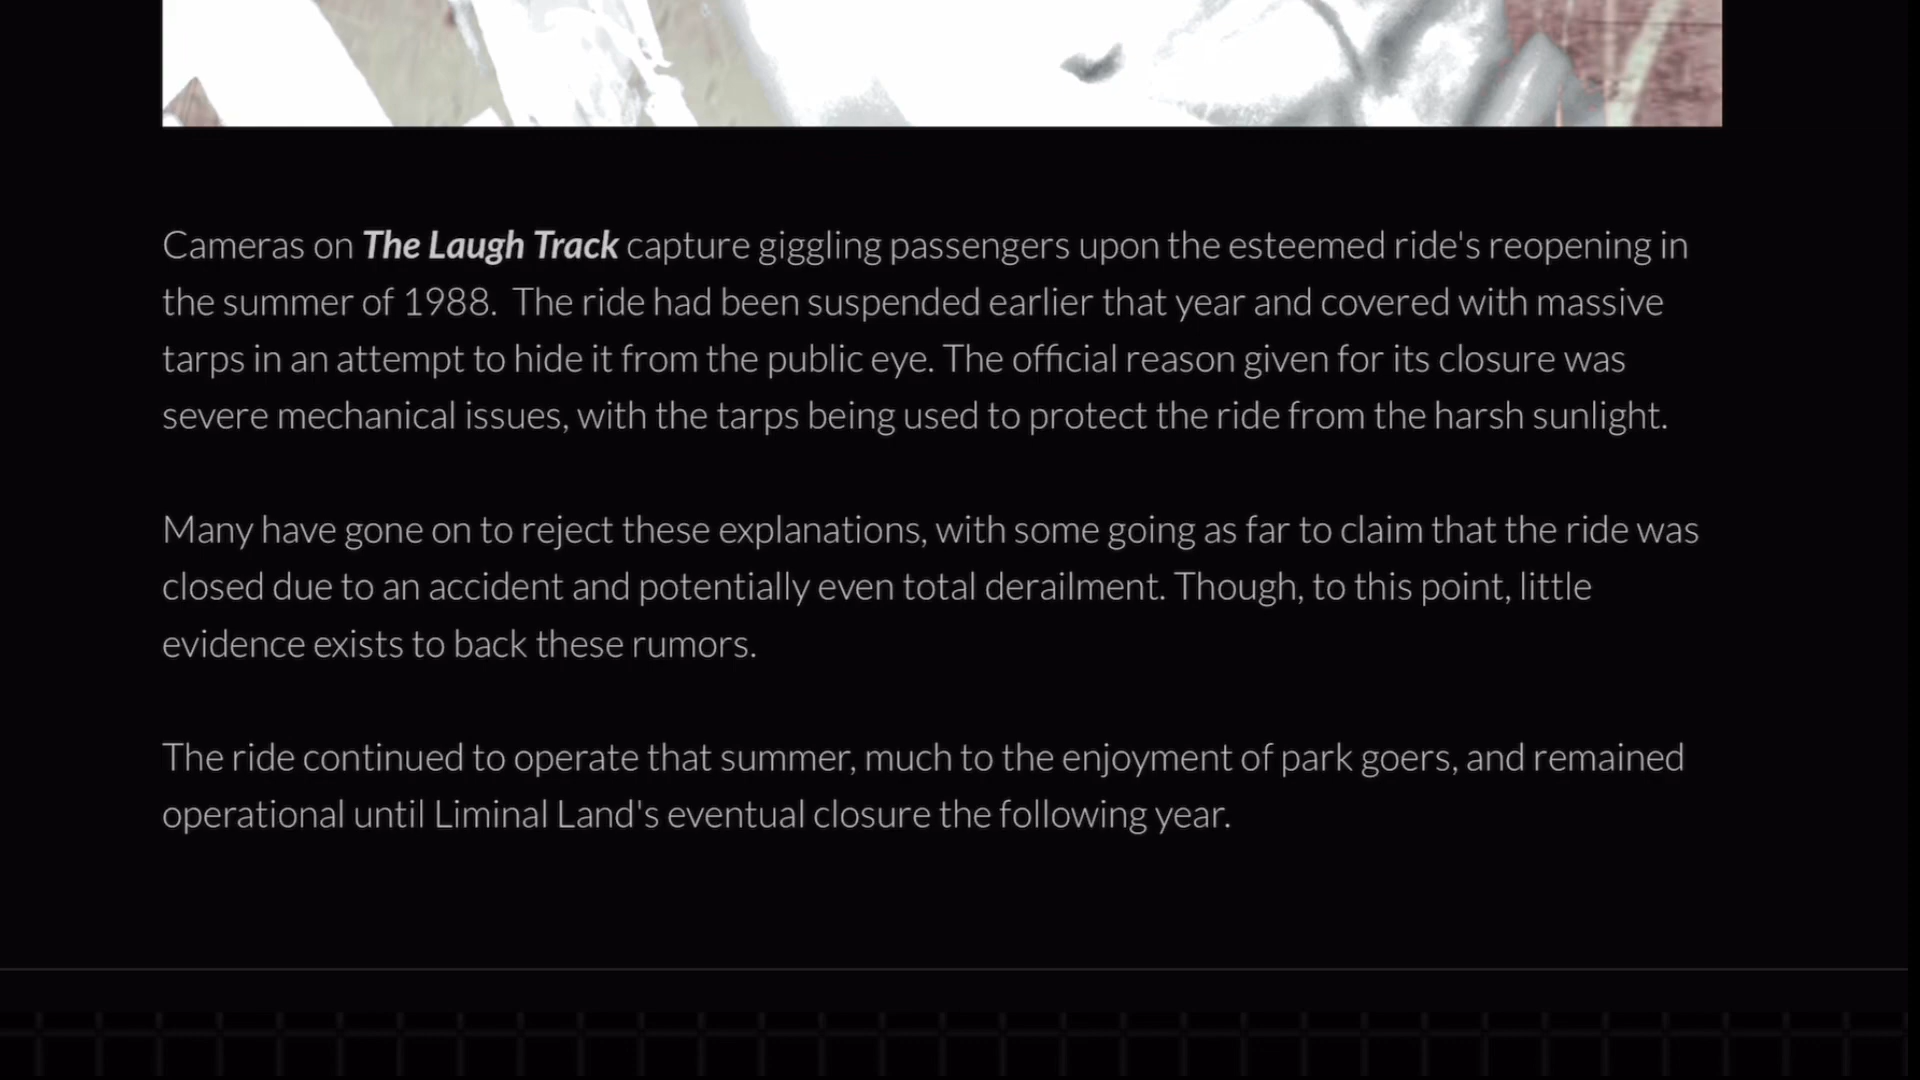 Cameras on The Laugh Track capture giggling passengers upon the esteemed ride's reopening in
the summer of 1988.  The ride had been suspended earlier that year and covered with massive
tarps in an attempt to hide it from the public eye. The official reason given for its closure was
severe mechanical issues, with the tarps being used to protect the ride from the harsh sunlight.
Many have gone on to reject these explanations, with some going as far to claim that the ride was
closed due to an accident and potentially even total derailment. Though, to this point, little
evidence exists to back these rumors.
The ride continued to operate that summer, much to the enjoyment of park goers, and remained
operational until Liminal Land's eventual closure the following year.